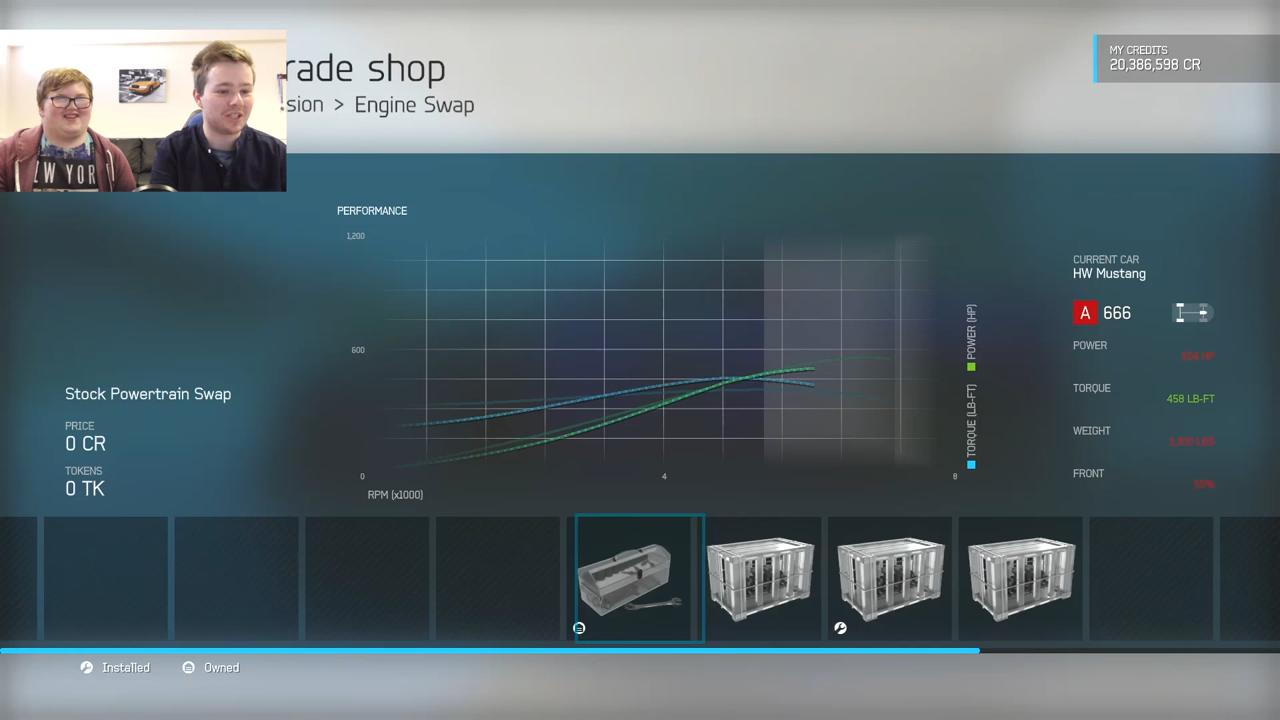 rade shop
sion > Engine Swap
MY CREDITS
20,386,598 CR
EW YOR
PERFORMANCE
1,200
600
0
4
8
RPM (x1000)
POWER (HP)
TORQUE (LB-FT)
Stock Powertrain Swap
PRICE
0 CR
TOKENS
0 TK
CURRENT CAR
HW Mustang
A 666
POWER
TORQUE
458 LB-FT
WEIGHT
FRONT
Installed
Owned